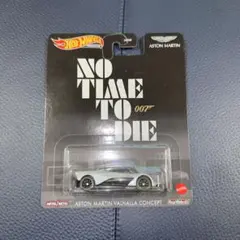 Hot Wheels
ASTON MARTIN
NO
TIME
TO 007
DIE
ASTON MARTIN VALHALLA CONCEPT